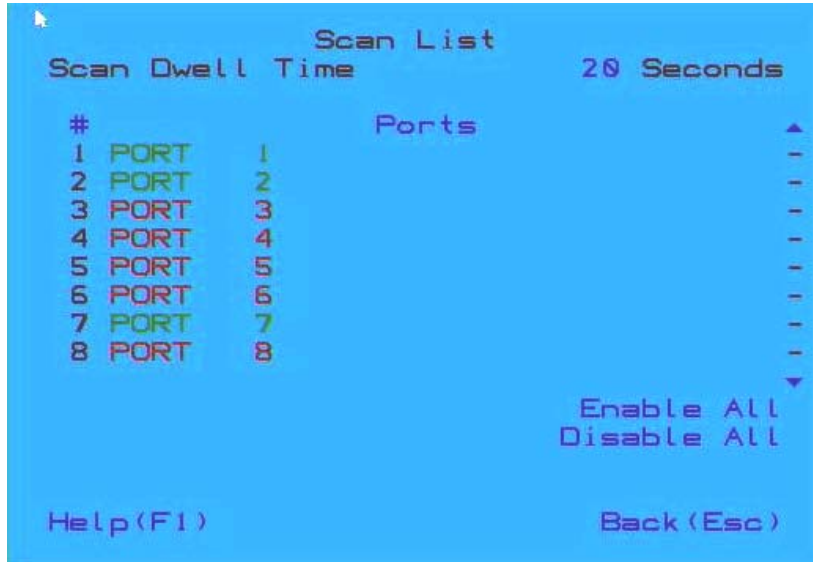 Scan List
Scan Dwell Time 20 Seconds
# Ports
1 PORT 1
2 PORT 2
3 PORT 3
4 PORT 4
5 PORT 5
6 PORT 6
7 PORT 7
8 PORT 8
Enable All
Disable All
Help(F1) Back(Esc)